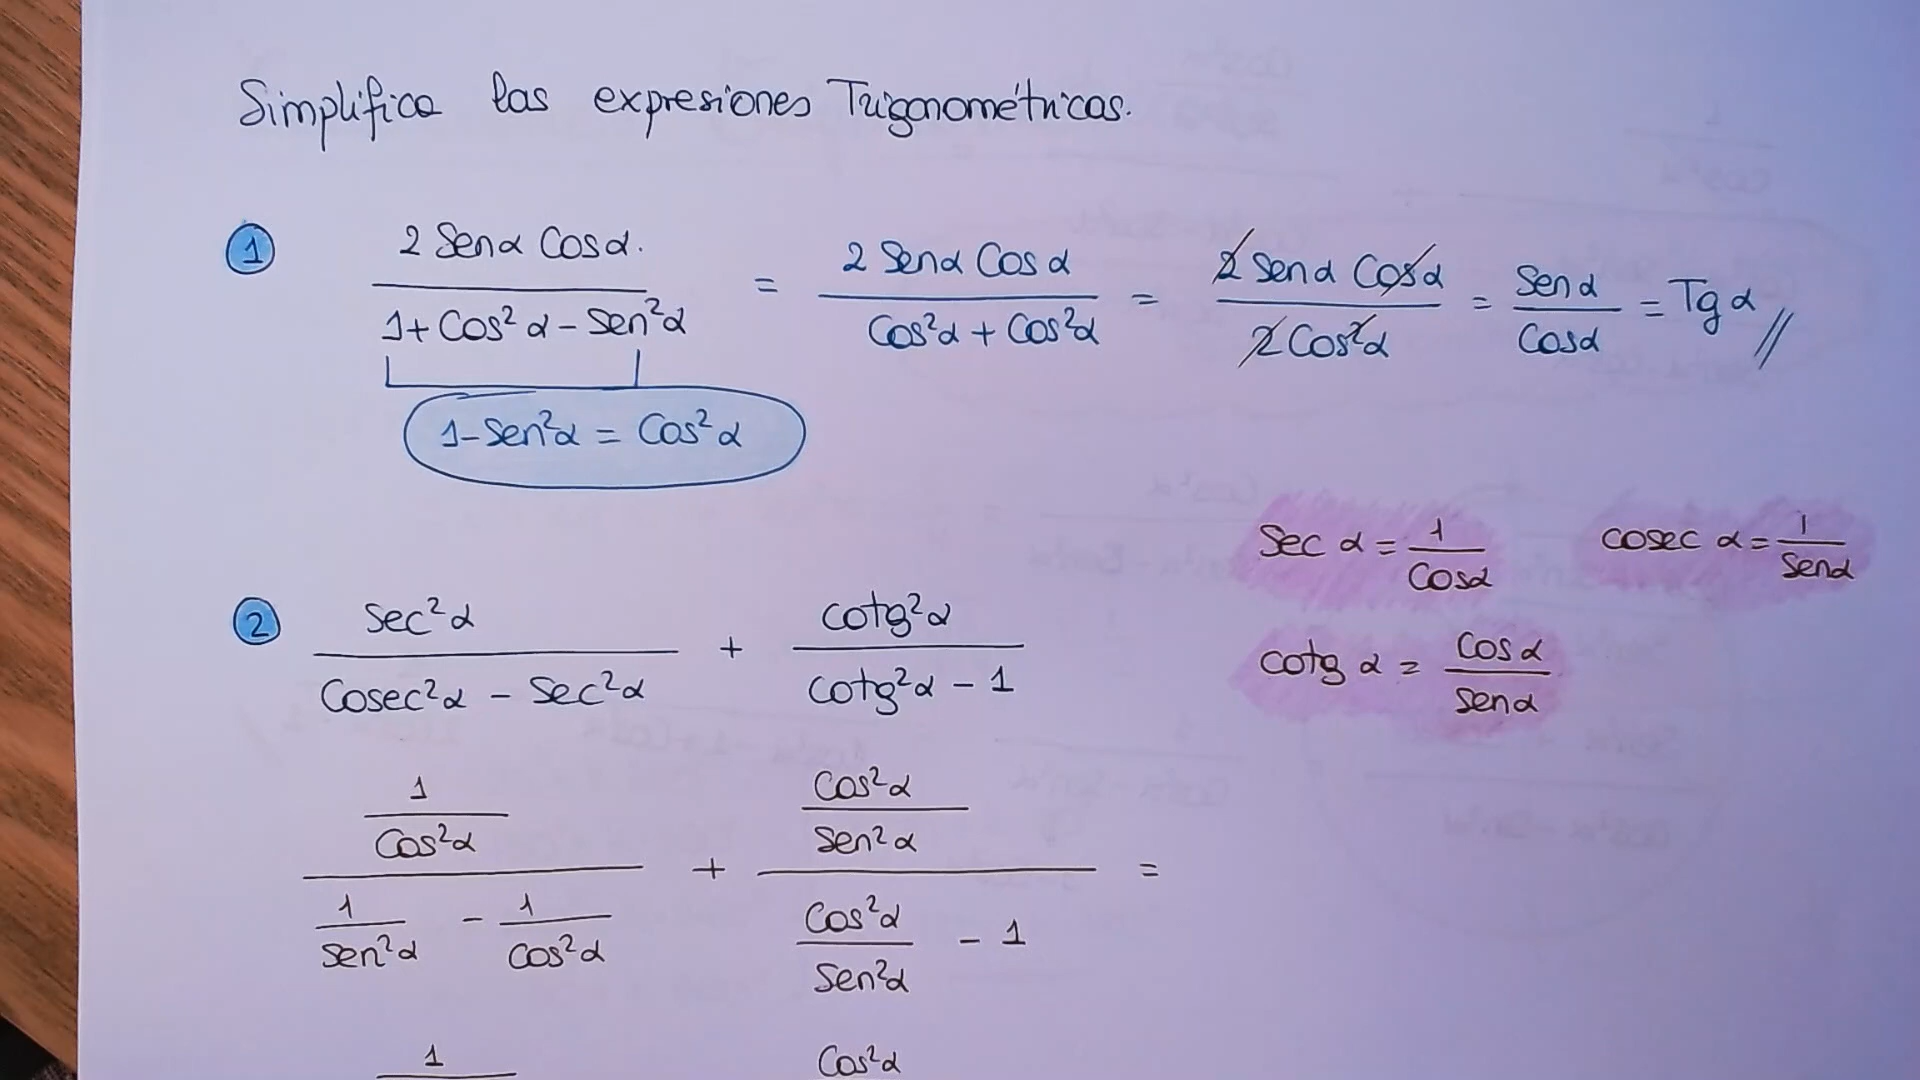 Simplifica las expresiones Trigonométricas.
① 2 Senα Cosα. / 1+Cos²α-Sen²α = 2 Senα Cosα / Cos²α + Cos²α = 2 Senα Cosα / 2 Cos²α = Senα / Cosα = Tg α //
1-Sen²α = Cos²α
Sec α = 1 / Cosα cosec α = 1 / Senα
② Sec²α / Cosec²α - Sec²α + cotg²α / cotg²α - 1
cotg α = Cosα / Senα
1 / Cos²α / 1 / Sen²α - 1 / Cos²α + Cos²α / Sen²α / Cos²α / Sen²α - 1 =
1 Cos²α